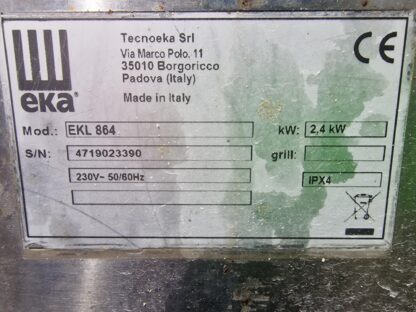 eka
Tecnoeka Srl
Via Marco Polo, 11
35010 Borgoricco
Padova (Italy)
Made in Italy
CE
Mod.: EKL 864 kW: 2,4 kW
S/N: 4719023390 grill:
230V~ 50/60Hz IPX4